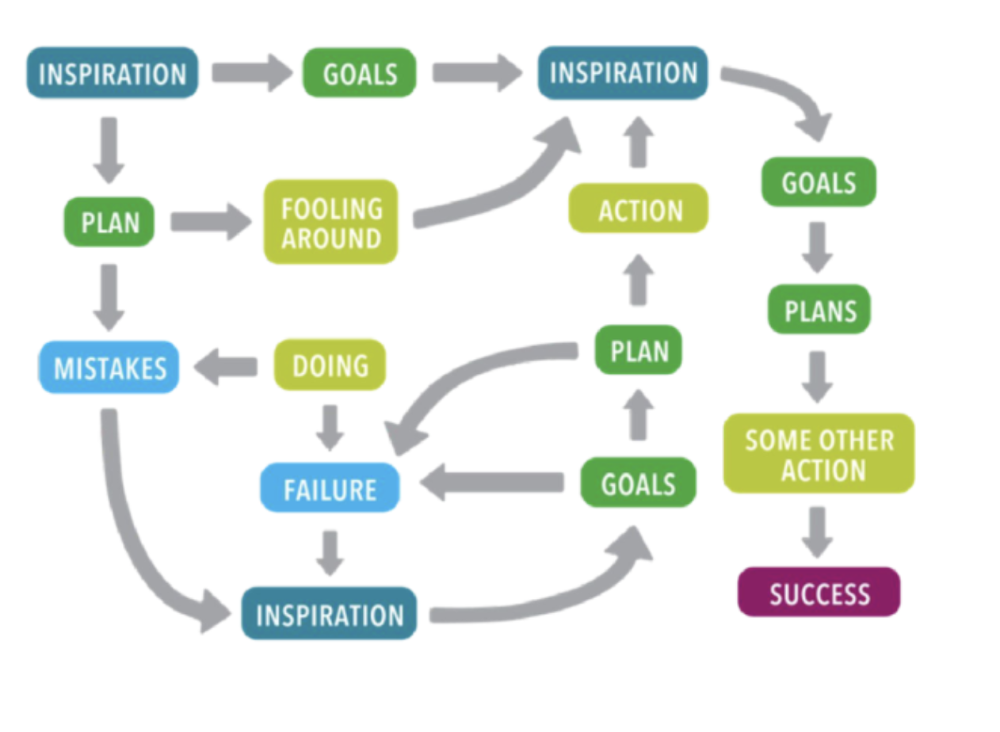 INSPIRATION
GOALS
INSPIRATION
GOALS
PLAN
FOOLING
AROUND
ACTION
PLANS
MISTAKES
DOING
PLAN
SOME OTHER
ACTION
FAILURE
GOALS
INSPIRATION
SUCCESS